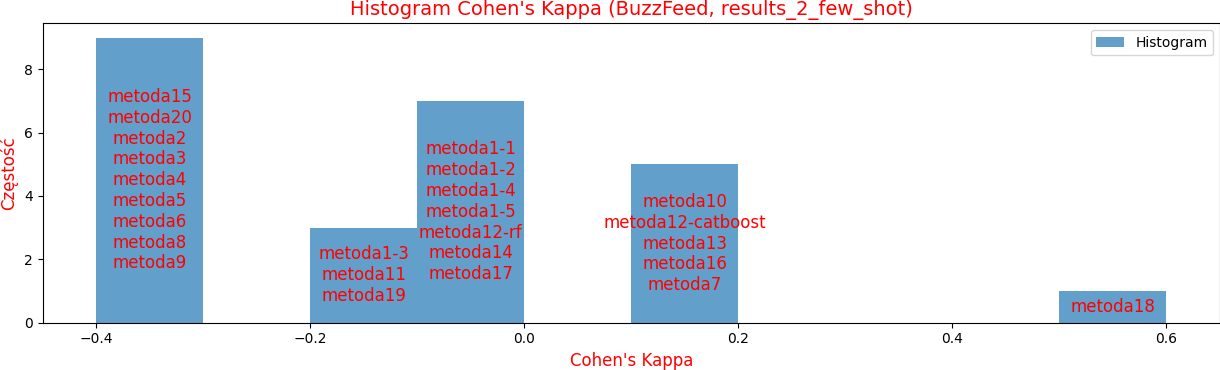 Histogram Cohen's Kappa (BuzzFeed, results_2_few_shot)
Histogram
Częstość
8
6
4
2
0
metoda15
metoda20
metoda2
metoda3
metoda4
metoda5
metoda6
metoda8
metoda9
metoda1-3
metoda11
metoda19
metoda1-1
metoda1-2
metoda1-4
metoda1-5
metoda12-rf
metoda14
metoda17
metoda10
metoda12-catboost
metoda13
metoda16
metoda7
metoda18
−0.4
−0.2
0.0
0.2
0.4
0.6
Cohen's Kappa